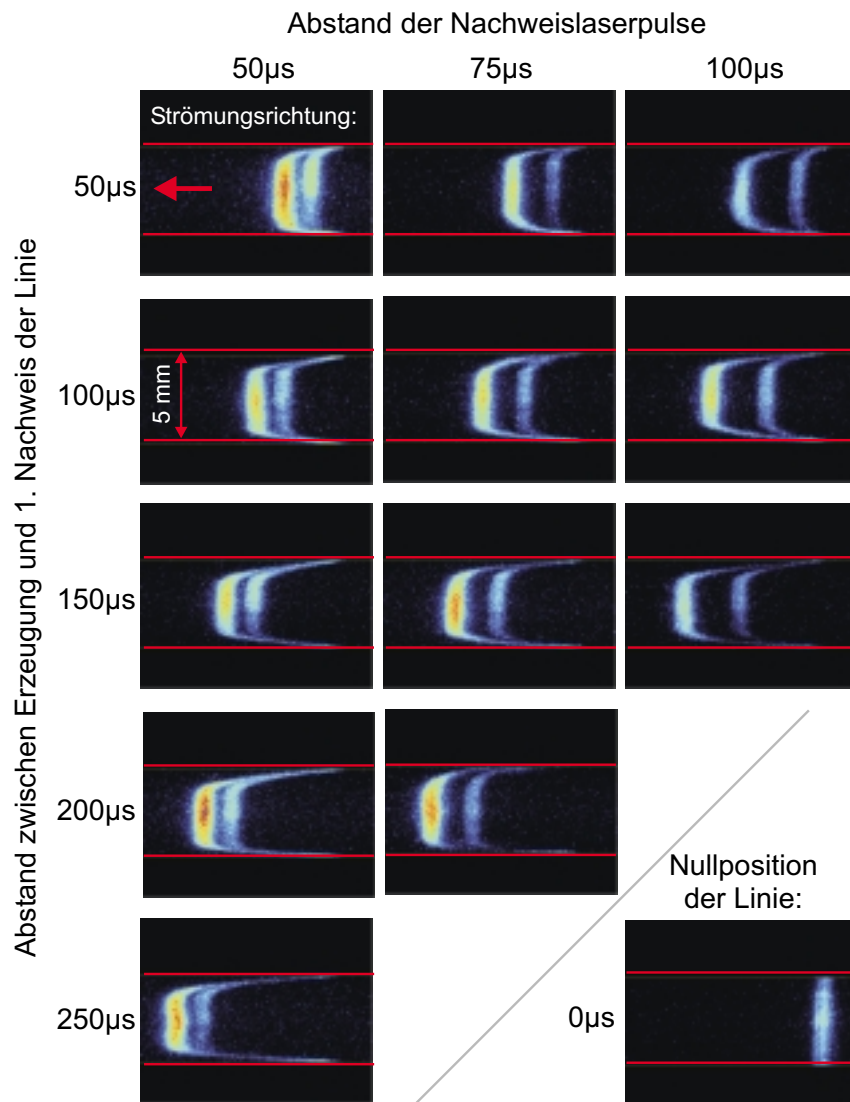 Abstand der Nachweislaserpulse
50µs
75µs
100µs
Abstand zwischen Erzeugung und 1. Nachweis der Linie
Strömungsrichtung:
50µs
100µs
5 mm
150µs
200µs
Nullposition
der Linie:
250µs
0µs